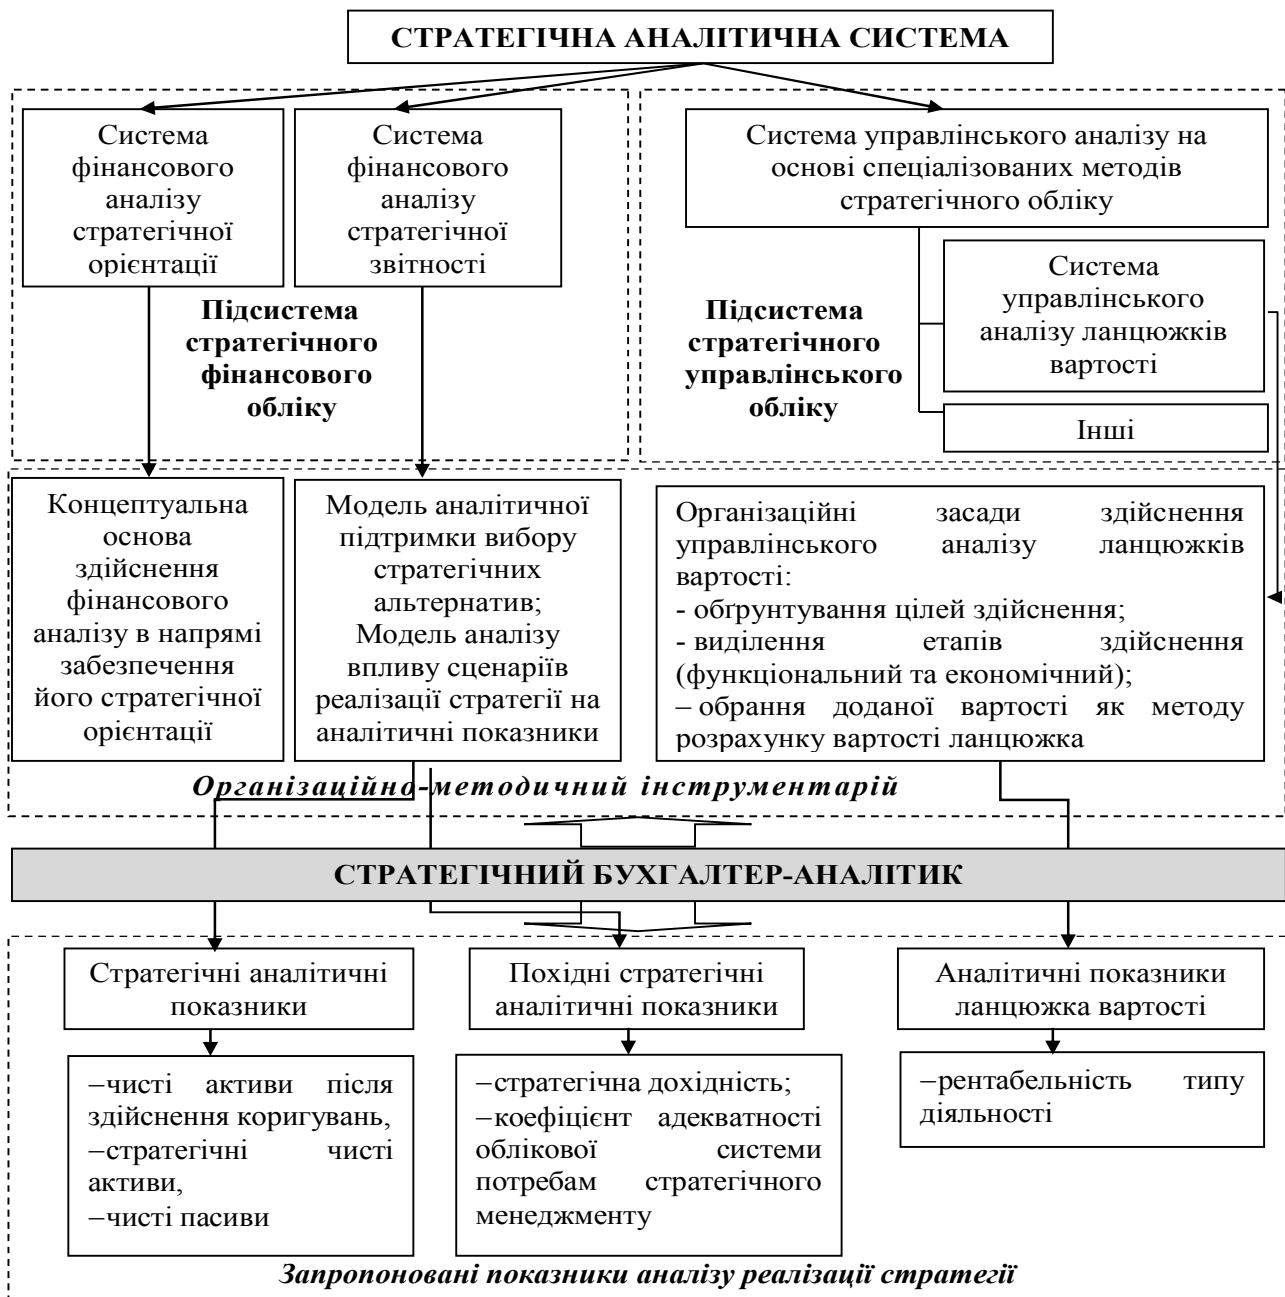 СТРАТЕГІЧНА АНАЛІТИЧНА СИСТЕМА
Система
фінансового
аналізу
стратегічної
орієнтації
Система
фінансового
аналізу
стратегічної
звітності
Система управлінського аналізу на
основі спеціалізованих методів
стратегічного обліку
Підсистема
стратегічного
фінансового
обліку
Підсистема
стратегічного
управлінського
обліку
Система
управлінського
аналізу ланцюжків
вартості
Інші
Концептуальна
основа
здійснення
фінансового
аналізу в напрямі
забезпечення
його стратегічної
орієнтації
Модель аналітичної
підтримки вибору
стратегічних
альтернатив;
Модель аналізу
впливу сценаріїв
реалізації стратегії на
аналітичні показники
Організаційні засади здійснення
управлінського аналізу ланцюжків
вартості:
- обґрунтування цілей здійснення;
- виділення етапів здійснення
(функціональний та економічний);
– обрання доданої вартості як методу
розрахунку вартості ланцюжка
Організаційно-методичний інструментарій
СТРАТЕГІЧНИЙ БУХГАЛТЕР-АНАЛІТИК
Стратегічні аналітичні
показники
Похідні стратегічні
аналітичні показники
Аналітичні показники
ланцюжка вартості
–чисті активи після
здійснення коригувань,
–стратегічні чисті
активи,
–чисті пасиви
–стратегічна дохідність;
–коефіцієнт адекватності
облікової системи
потребам стратегічного
менеджменту
–рентабельність типу
діяльності
Запропоновані показники аналізу реалізації стратегії